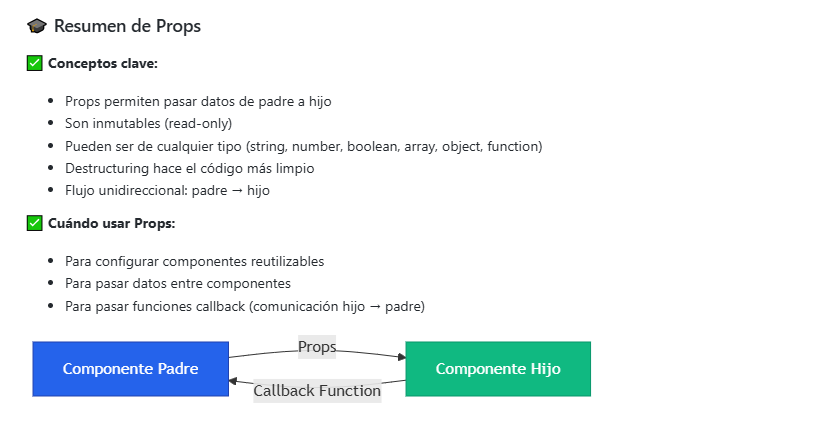 🎓 Resumen de Props
✅ Conceptos clave:
• Props permiten pasar datos de padre a hijo
• Son inmutables (read-only)
• Pueden ser de cualquier tipo (string, number, boolean, array, object, function)
• Destructuring hace el código más limpio
• Flujo unidireccional: padre → hijo
✅ Cuándo usar Props:
• Para configurar componentes reutilizables
• Para pasar datos entre componentes
• Para pasar funciones callback (comunicación hijo → padre)
Props
Componente Padre
Componente Hijo
Callback Function